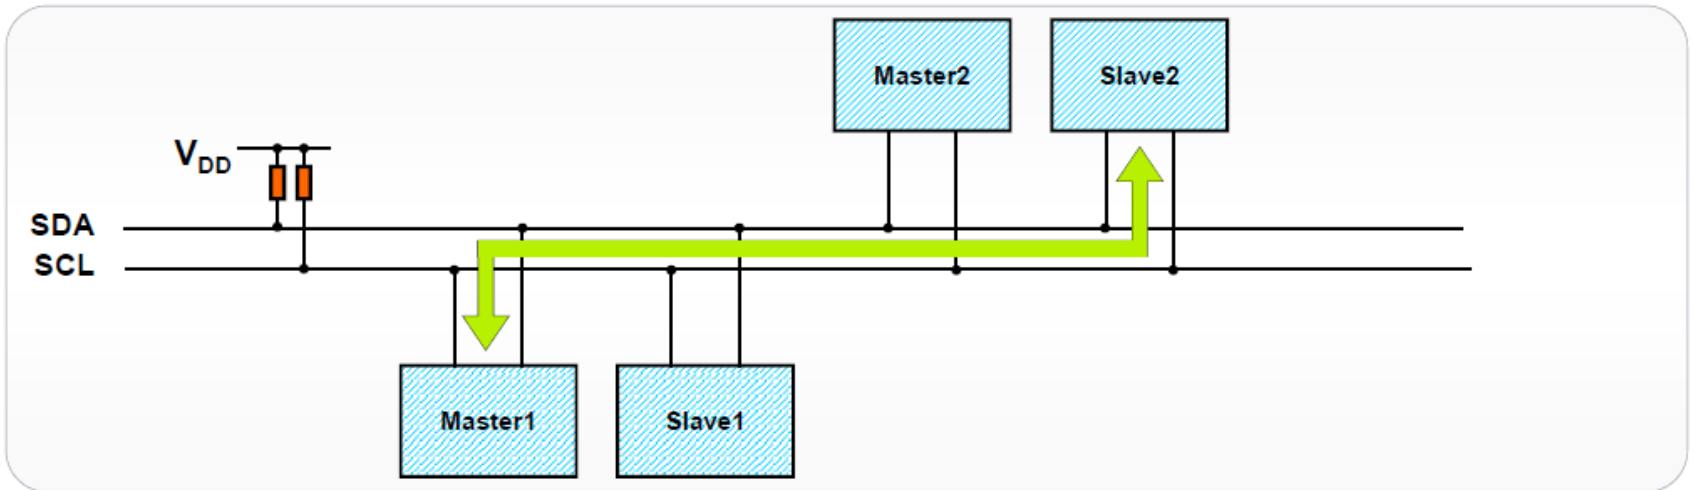 Master2
Slave2
VDD
SDA
SCL
Master1
Slave1